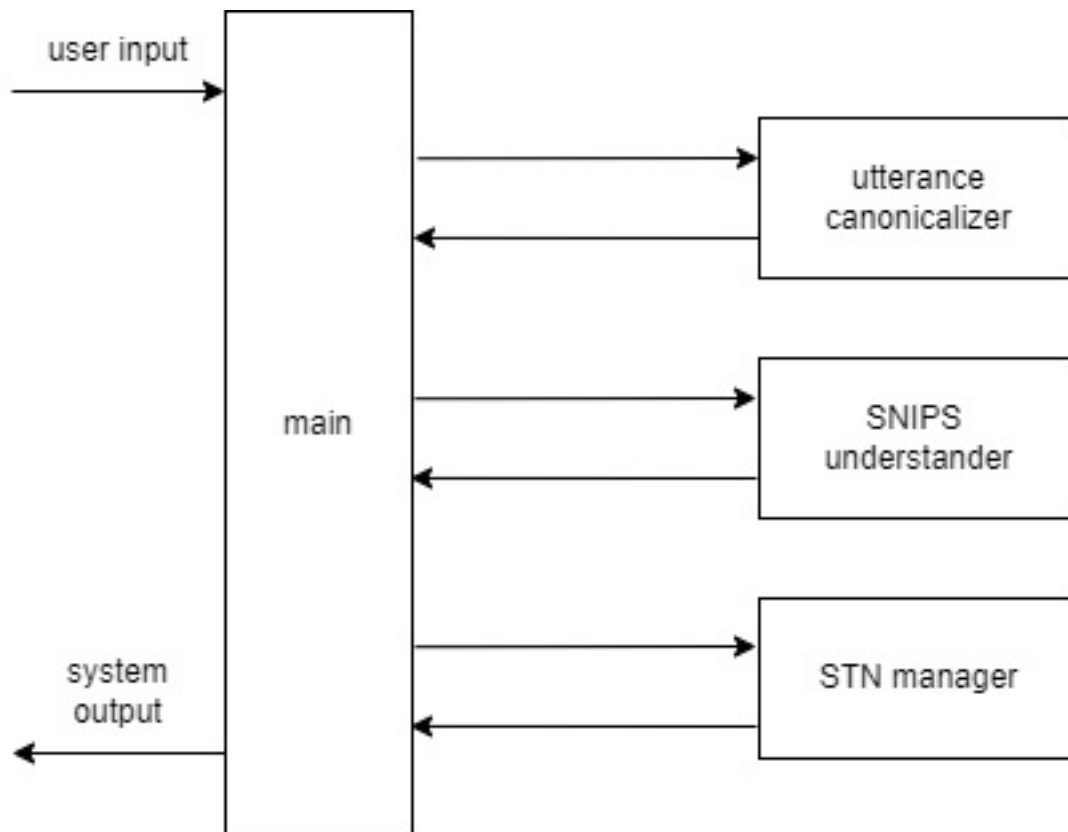 user input
utterance
canonicalizer
SNIPS
understander
main
STN manager
system
output